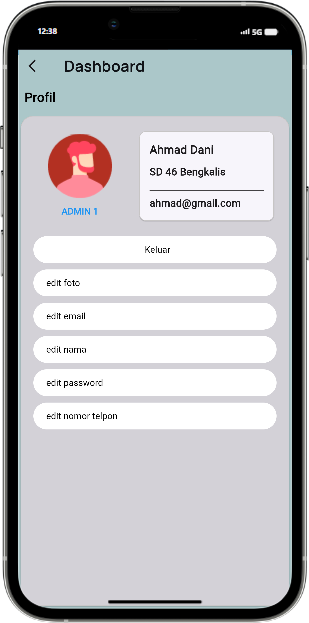 12:38
5G
Dashboard
Profil
Ahmad Dani
SD 46 Bengkalis
ahmad@gmail.com
ADMIN 1
Keluar
edit foto
edit email
edit nama
edit password
edit nomor telpon